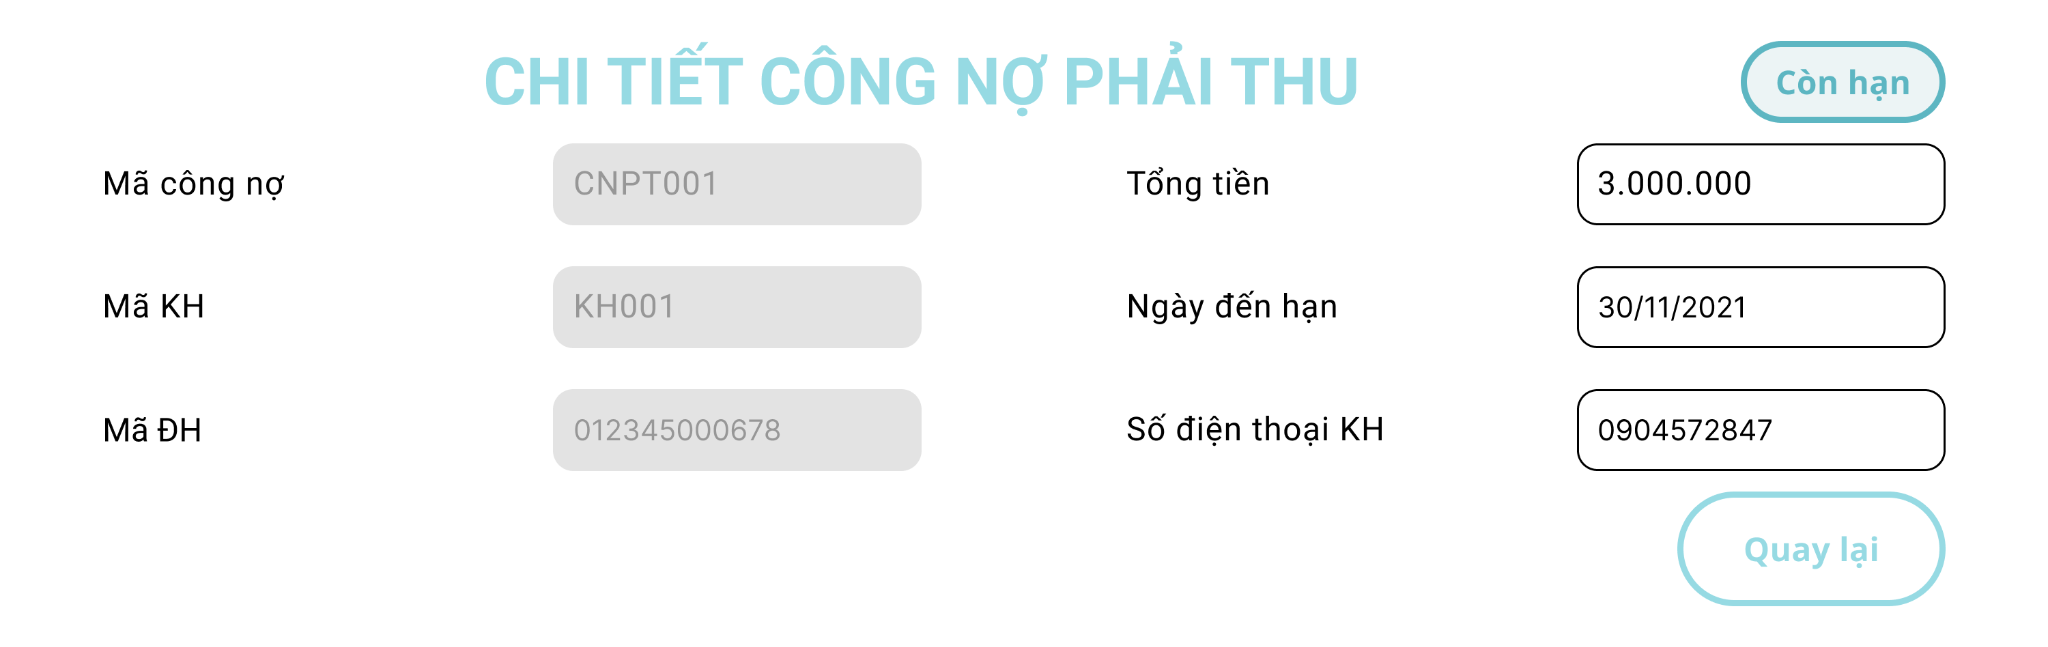 CHI TIẾT CÔNG NỢ PHẢI THU
Còn hạn
Mã công nợ
CNPT001
Tổng tiền
3.000.000
Mã KH
KH001
Ngày đến hạn
30/11/2021
Mã ĐH
012345000678
Số điện thoại KH
0904572847
Quay lại